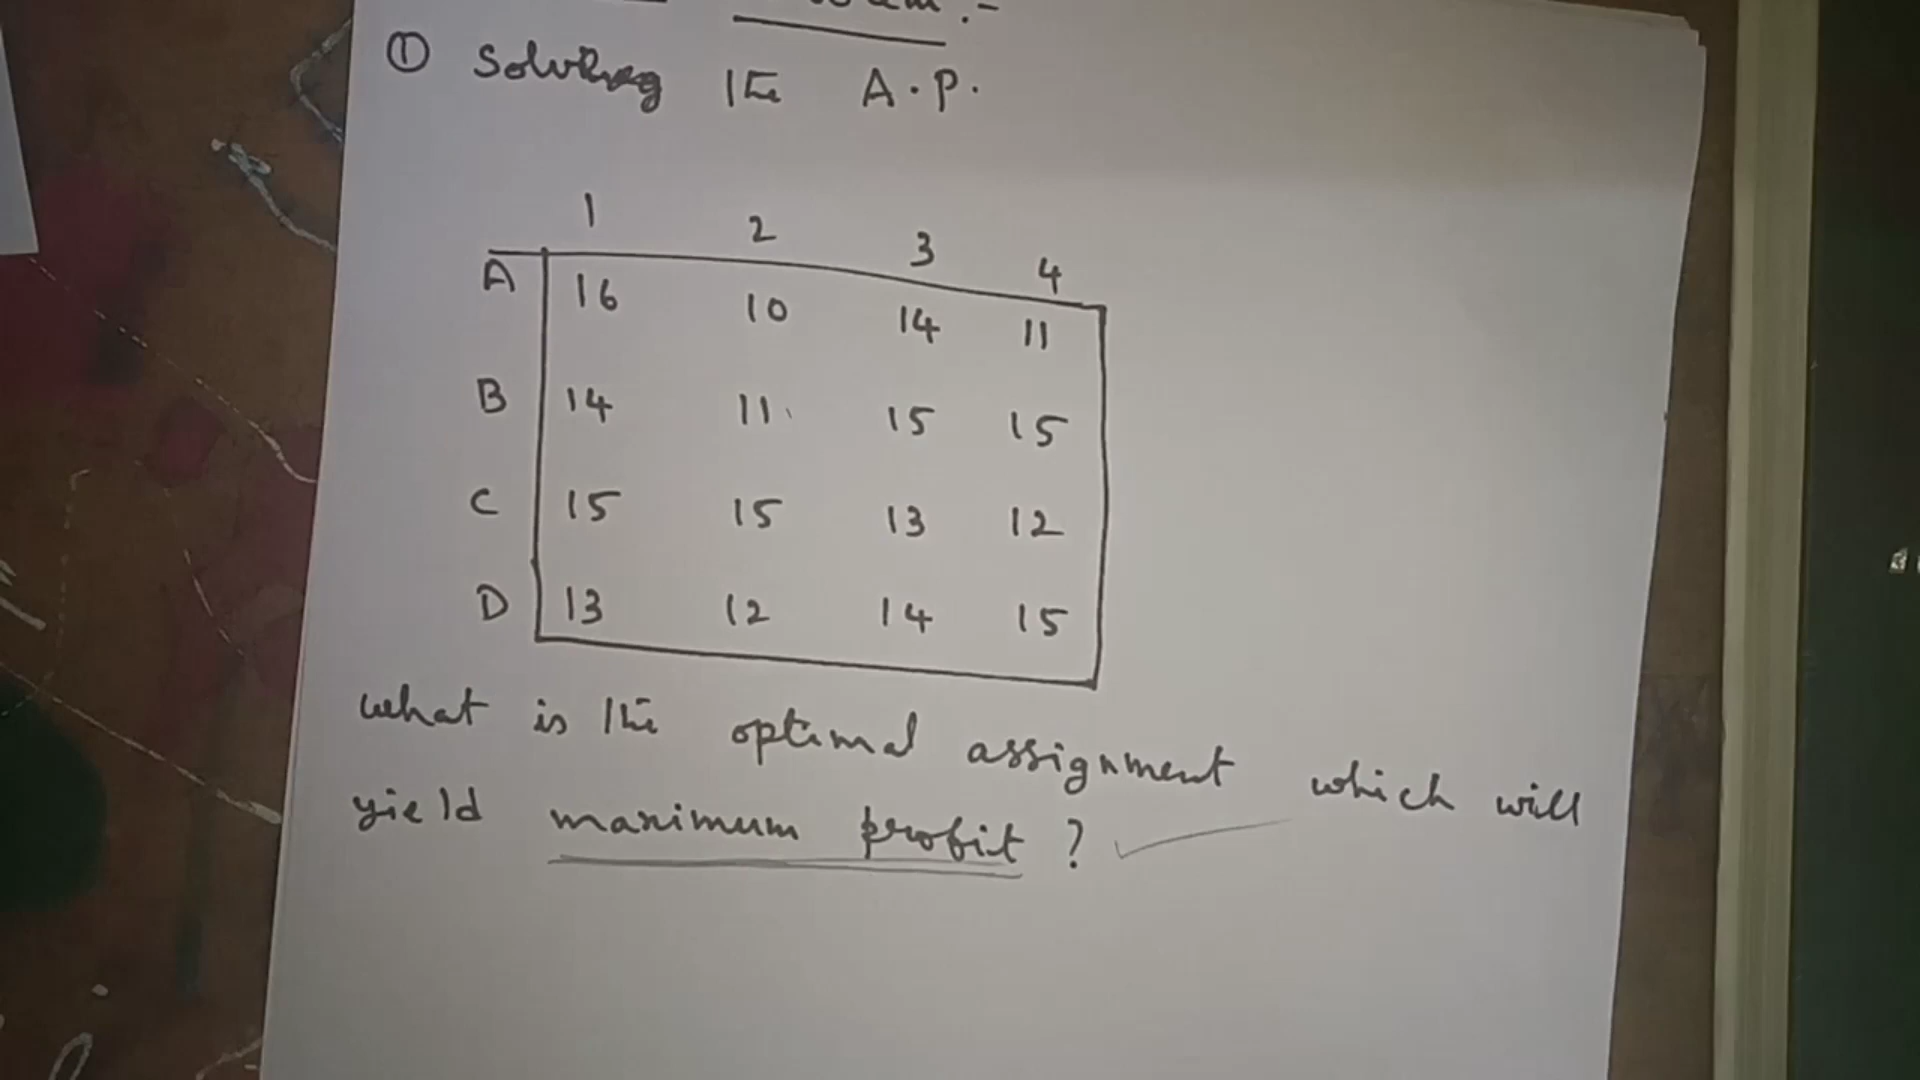 ① Solving the A.P.
1 2 3 4
A 16 10 14 11
B 14 11 15 15
C 15 15 13 12
D 13 12 14 15
what is the optimal assignment which will
yield maximum profit ?